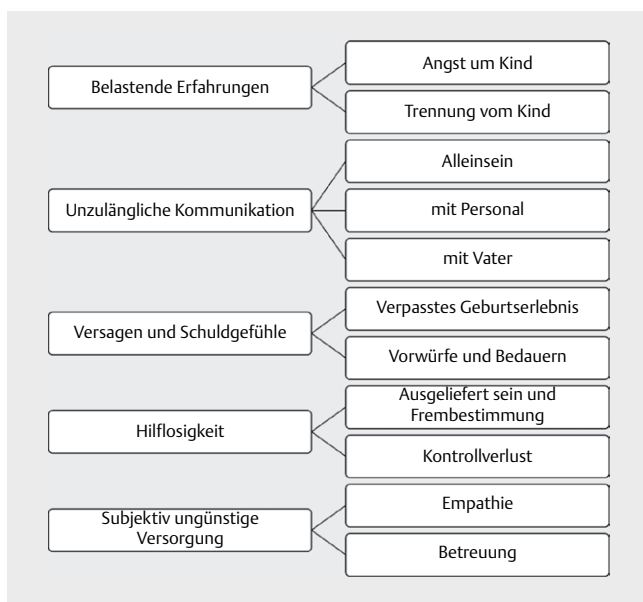 Belastende Erfahrungen
Angst um Kind
Trennung vom Kind
Unzulängliche Kommunikation
Alleinsein
mit Personal
mit Vater
Versagen und Schuldgefühle
Verpasstes Geburtserlebnis
Vorwürfe und Bedauern
Hilflosigkeit
Ausgeliefert sein und
Frembestimmung
Kontrollverlust
Subjektiv ungünstige
Versorgung
Empathie
Betreuung